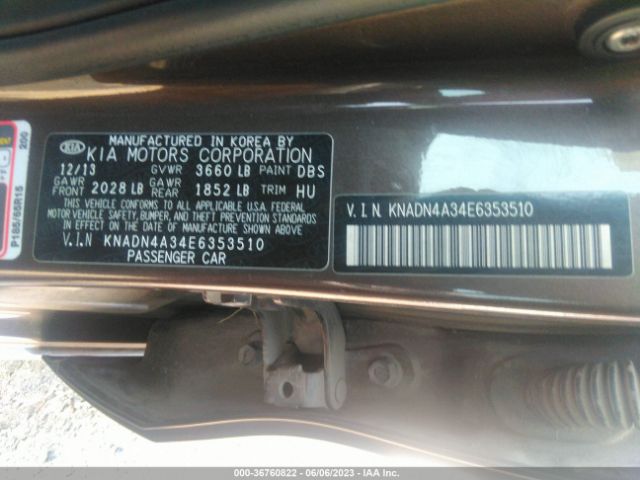 MANUFACTURED IN KOREA BY
KIA KIA MOTORS CORPORATION
12/13 GVWR 3660 LB PAINT DBS
GAWR FRONT 2028 LB GAWR REAR 1852 LB TRIM HU
THIS VEHICLE CONFORMS TO ALL APPLICABLE U.S. FEDERAL
MOTOR VEHICLE SAFETY, BUMPER, AND THEFT PREVENTION
STANDARDS IN EFFECT ON THE DATE OF
MANUFACTURE SHOWN ABOVE
V.I.N KNADN4A34E6353510
PASSENGER CAR
V.I.N. KNADN4A34E6353510
P185/65R15
200
000-36760822 - 06/06/2023 - IAA Inc.